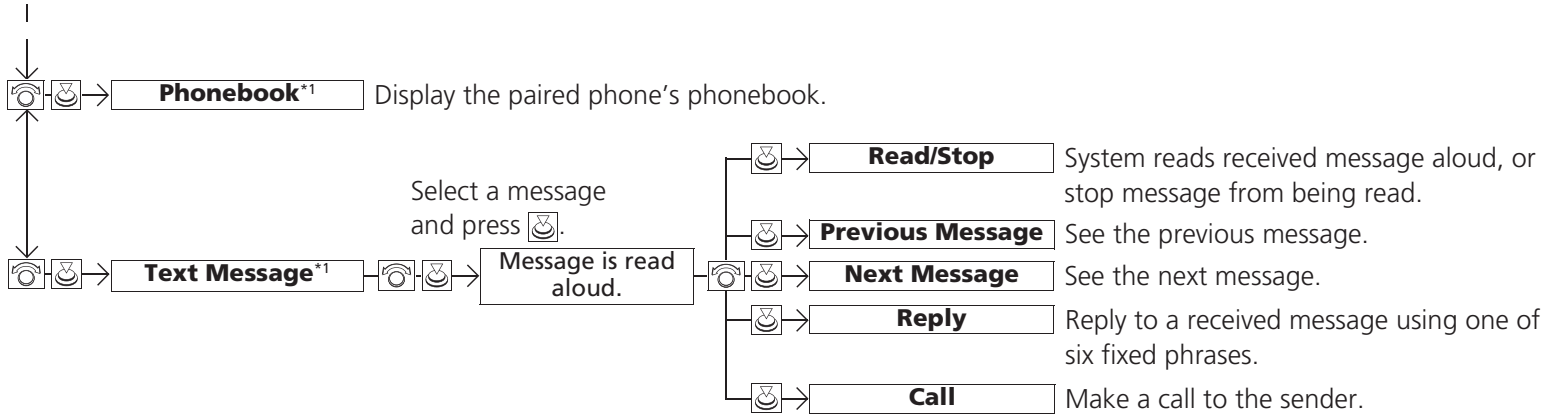 Phonebook*1 Display the paired phone's phonebook.
Read/Stop System reads received message aloud, or
stop message from being read.
Select a message
and press .
Previous Message See the previous message.
Text Message*1 Message is read
aloud.
Next Message See the next message.
Reply Reply to a received message using one of
six fixed phrases.
Call Make a call to the sender.